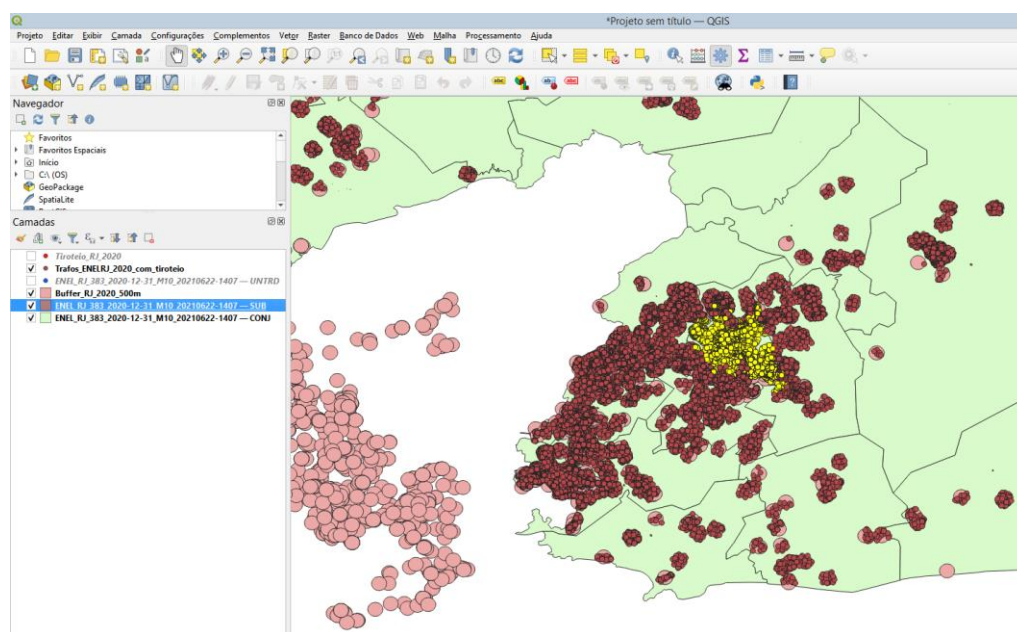 *Projeto sem título — QGIS
Projeto Editar Exibir Camada Configurações Complementos Vetor Raster Banco de Dados Web Malha Processamento Ajuda
Navegador
Favoritos
Favoritos Espaciais
Início
C:\ (OS)
GeoPackage
SpatiaLite
Camadas
Tiroteio_RJ_2020
Trafos_ENELRJ_2020_com_tiroteio
ENEL_RJ_383_2020-12-31_M10_20210622-1407 — UNTRD
Buffer_RJ_2020_500m
ENEL_RJ_383_2020-12-31_M10_20210622-1407 — SUB
ENEL_RJ_383_2020-12-31_M10_20210622-1407 — CONJ